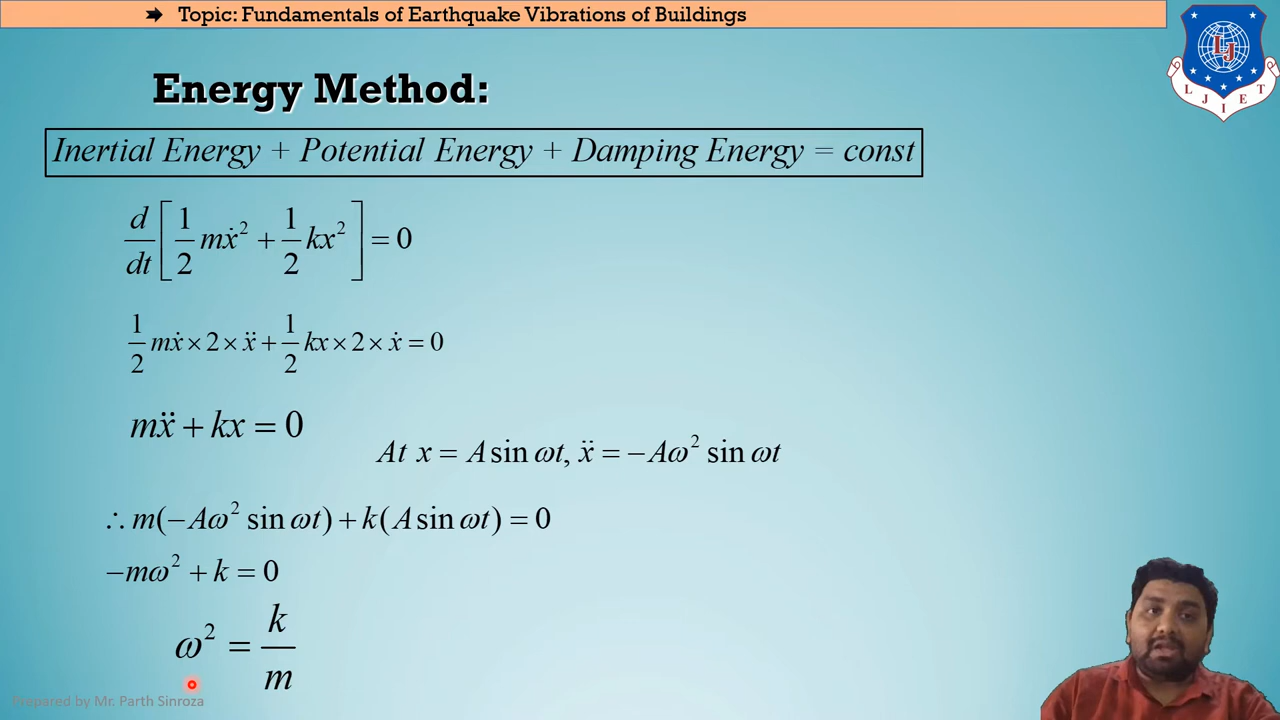 ➔ Topic: Fundamentals of Earthquake Vibrations of Buildings
LJ
LJIET
Energy Method:
Inertial Energy + Potential Energy + Damping Energy = const
d/dt [1/2 mẋ² + 1/2 kx²] = 0
1/2 mẋ × 2 × ẍ + 1/2 kx × 2 × ẋ = 0
mẍ + kx = 0
At x = A sin ωt, ẍ = −Aω² sin ωt
∴ m(−Aω² sin ωt) + k(A sin ωt) = 0
−mω² + k = 0
ω² = k/m
Prepared by Mr. Parth Sinroza